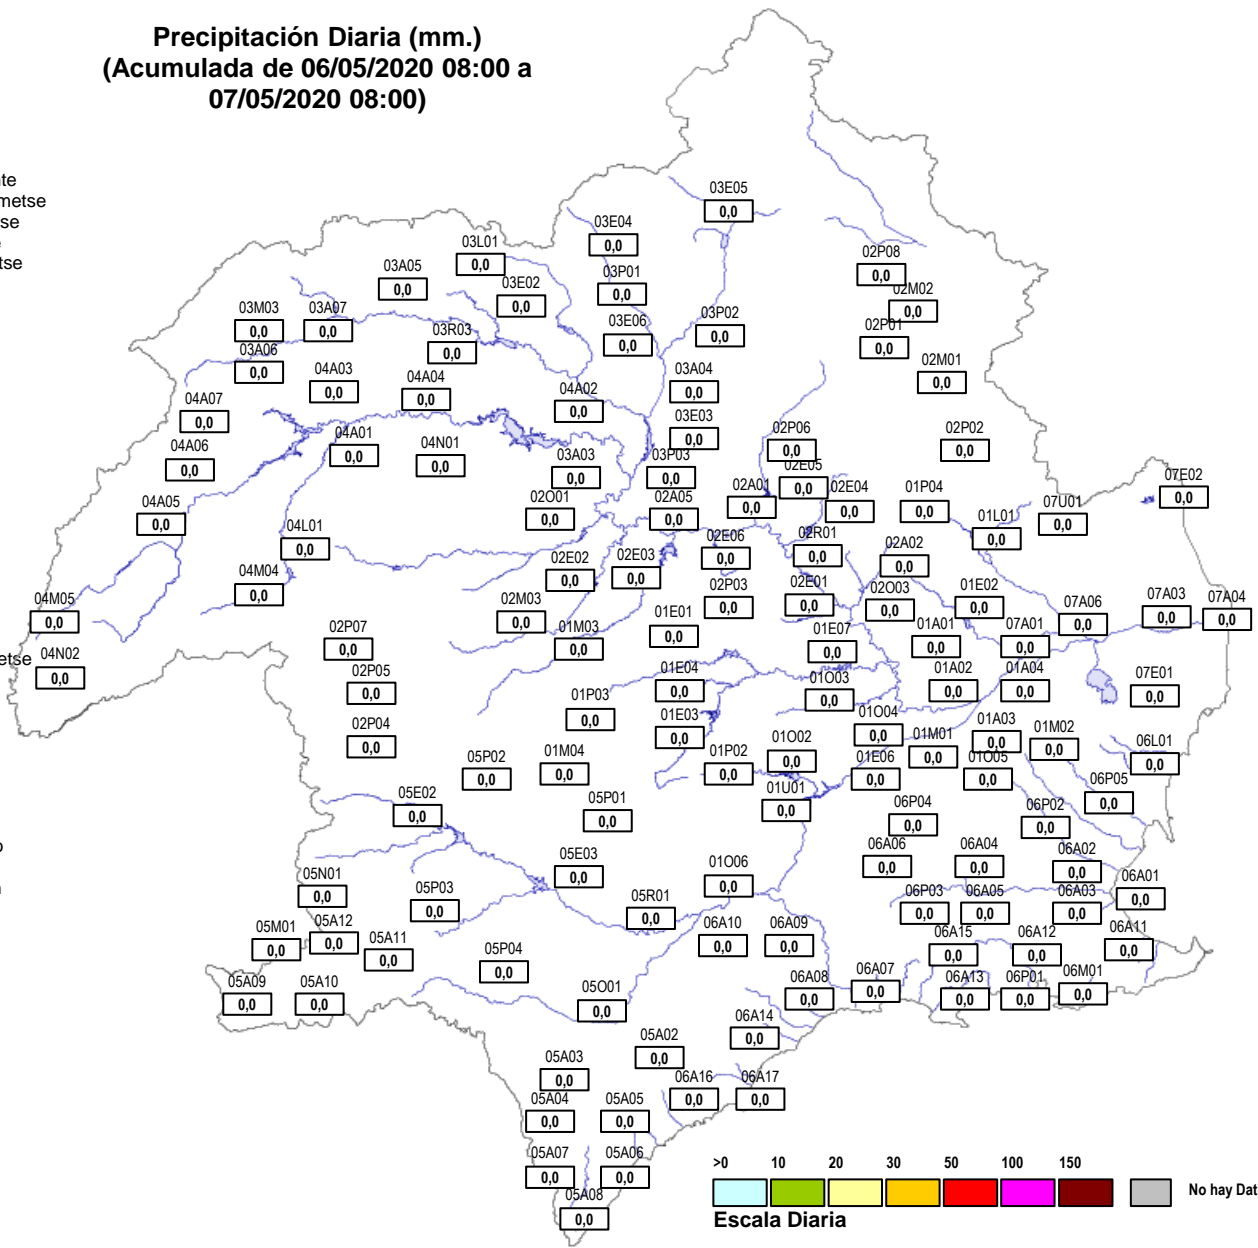 Precipitación Diaria (mm.)
(Acumulada de 06/05/2020 08:00 a
07/05/2020 08:00)
te
metse
se
e
tse
etse
o
n
03E05
0,0
03E04
0,0
03L01
0,0
02P08
0,0
03A05
0,0
03P01
0,0
03E02
0,0
02M02
0,0
03M03
0,0
03A07
0,0
03P02
0,0
03E06
0,0
03R03
0,0
02P01
0,0
03A06
0,0
02M01
0,0
04A03
0,0
04A04
0,0
03A04
0,0
04A02
0,0
04A07
0,0
03E03
0,0
04A01
0,0
04N01
0,0
02P06
0,0
02P02
0,0
04A06
0,0
03A03
0,0
03P03
0,0
02E05
0,0
07E02
0,0
02A01
0,0
02E04
0,0
01P04
0,0
02O01
0,0
02A05
0,0
04A05
0,0
07U01
0,0
01L01
0,0
04L01
0,0
02E06
0,0
02R01
0,0
02A02
0,0
02E02
0,0
02E03
0,0
04M04
0,0
02P03
0,0
02E01
0,0
02O03
0,0
01E02
0,0
04M05
0,0
02M03
0,0
07A06
0,0
07A03
0,0
07A04
0,0
01E01
0,0
02P07
0,0
01M03
0,0
01E07
0,0
01A01
0,0
07A01
0,0
04N02
0,0
02P05
0,0
01E04
0,0
01O03
0,0
01A02
0,0
01A04
0,0
07E01
0,0
01P03
0,0
02P04
0,0
01E03
0,0
01O04
0,0
01A03
0,0
01M02
0,0
01M01
0,0
05P02
0,0
01M04
0,0
01P02
0,0
01O02
0,0
01E06
0,0
01O05
0,0
06L01
0,0
05E02
0,0
05P01
0,0
01U01
0,0
06P05
0,0
06P04
0,0
06P02
0,0
05E03
0,0
06A06
0,0
06A04
0,0
06A02
0,0
05N01
0,0
05P03
0,0
01O06
0,0
06A01
0,0
05R01
0,0
06P03
0,0
06A05
0,0
06A03
0,0
05M01
0,0
05A12
0,0
05A11
0,0
06A10
0,0
06A09
0,0
06A15
0,0
06A12
0,0
06A11
0,0
05P04
0,0
05A09
0,0
05A10
0,0
05O01
0,0
06A08
0,0
06A07
0,0
06A13
0,0
06P01
0,0
06M01
0,0
06A14
0,0
05A02
0,0
05A03
0,0
06A16
0,0
06A17
0,0
05A04
0,0
05A05
0,0
05A07
0,0
05A06
0,0
05A08
0,0
>0 10 20 30 50 100 150
No hay Dat
Escala Diaria